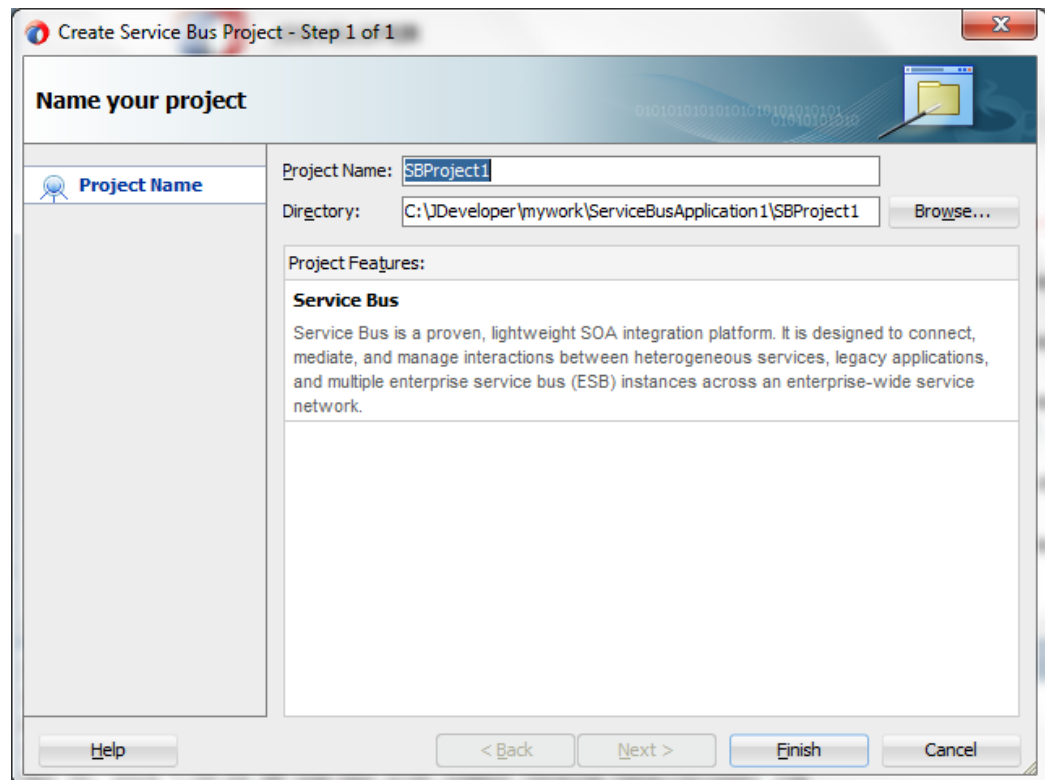 Create Service Bus Project - Step 1 of 1
Name your project
Project Name
Project Name: SBProject1
Directory: C:\JDeveloper\mywork\ServiceBusApplication1\SBProject1 Browse...
Project Features:
Service Bus
Service Bus is a proven, lightweight SOA integration platform. It is designed to connect,
mediate, and manage interactions between heterogeneous services, legacy applications,
and multiple enterprise service bus (ESB) instances across an enterprise-wide service
network.
Help < Back Next > Finish Cancel